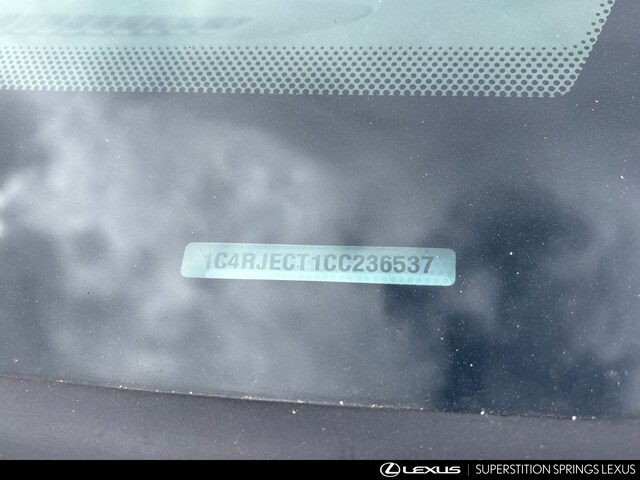 1C4RJECT1CC236537
LEXUS | SUPERSTITION SPRINGS LEXUS